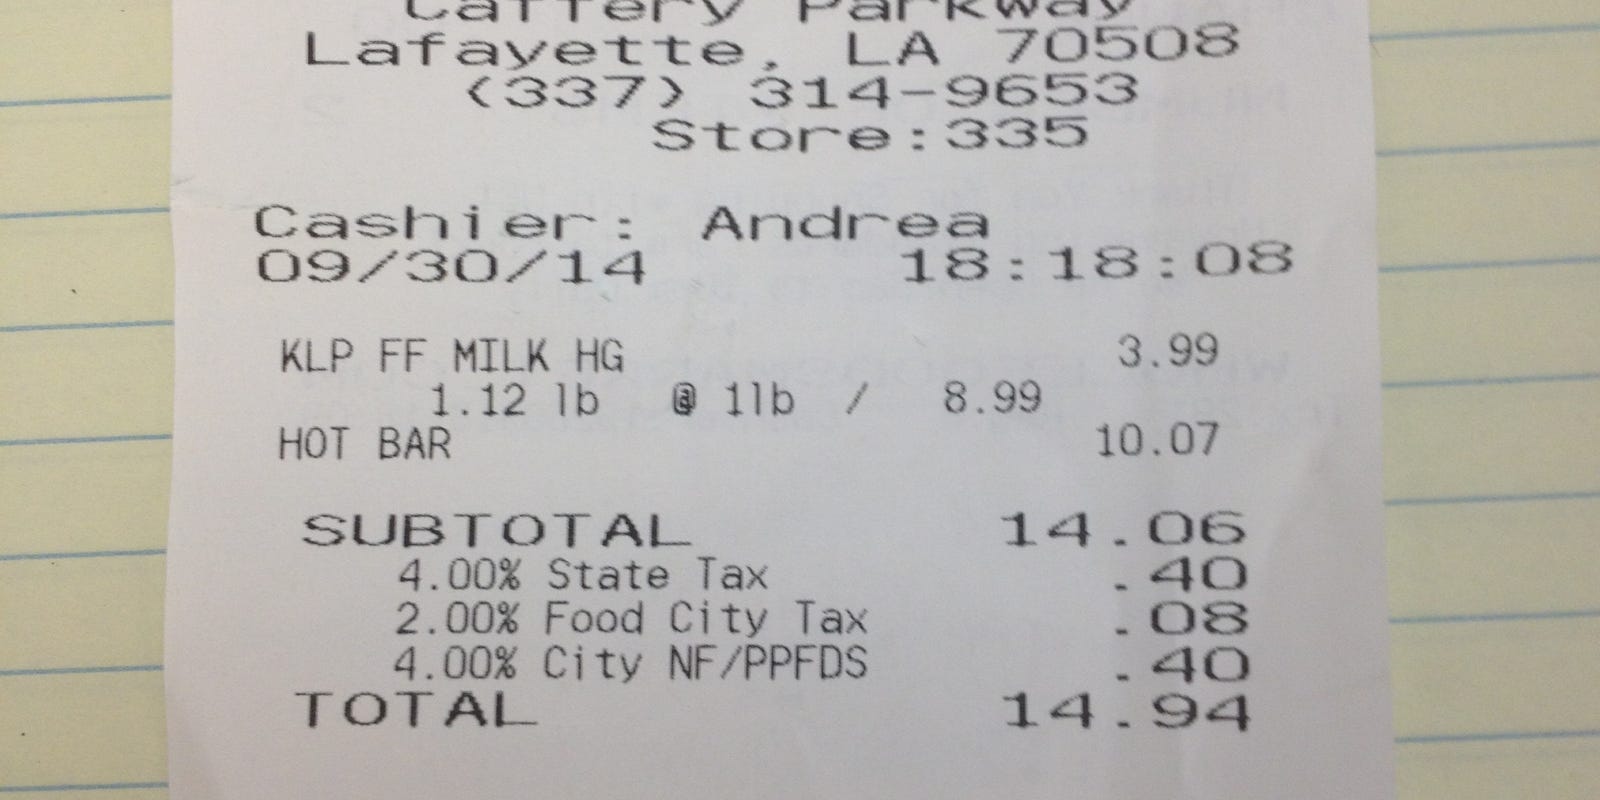 Caffery Parkway
Lafayette, LA 70508
(337) 314-9653
Store:335
Cashier: Andrea
09/30/14 18:18:08
KLP FF MILK HG 3.99
1.12 lb @ 1lb / 8.99
HOT BAR 10.07
SUBTOTAL 14.06
4.00% State Tax .40
2.00% Food City Tax .08
4.00% City NF/PPFDS .40
TOTAL 14.94